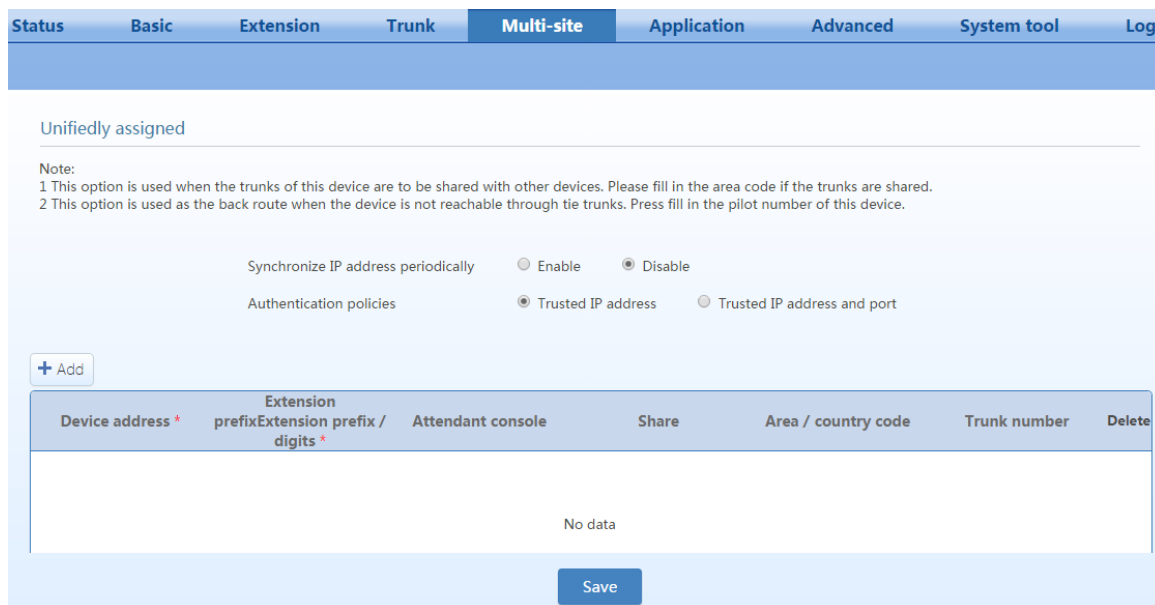 Status Basic Extension Trunk Multi-site Application Advanced System tool Log
Unifiedly assigned
Note:
1 This option is used when the trunks of this device are to be shared with other devices. Please fill in the area code if the trunks are shared.
2 This option is used as the back route when the device is not reachable through tie trunks. Press fill in the pilot number of this device.
Synchronize IP address periodically Enable Disable
Authentication policies Trusted IP address Trusted IP address and port
+ Add
Extension
Device address * prefixExtension prefix / Attendant console Share Area / country code Trunk number Delete
digits *
No data
Save